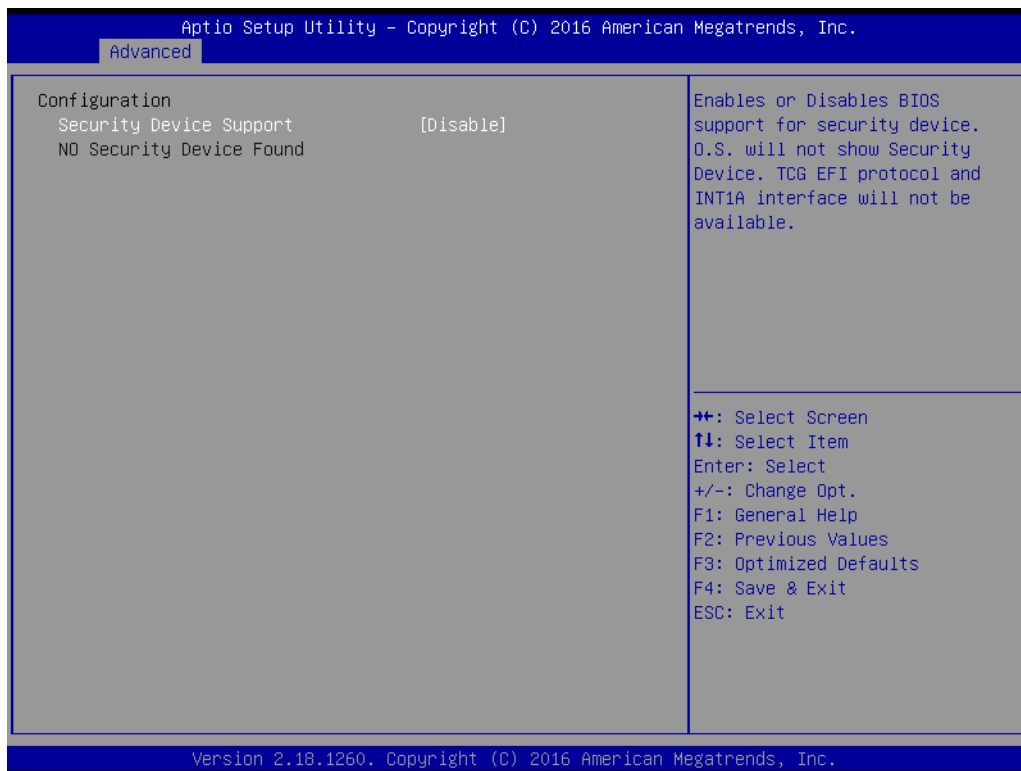 Aptio Setup Utility – Copyright (C) 2016 American Megatrends, Inc.
Advanced
Configuration
Security Device Support [Disable]
NO Security Device Found
Enables or Disables BIOS
support for security device.
O.S. will not show Security
Device. TCG EFI protocol and
INT1A interface will not be
available.
→←: Select Screen
↑↓: Select Item
Enter: Select
+/-: Change Opt.
F1: General Help
F2: Previous Values
F3: Optimized Defaults
F4: Save & Exit
ESC: Exit
Version 2.18.1260. Copyright (C) 2016 American Megatrends, Inc.